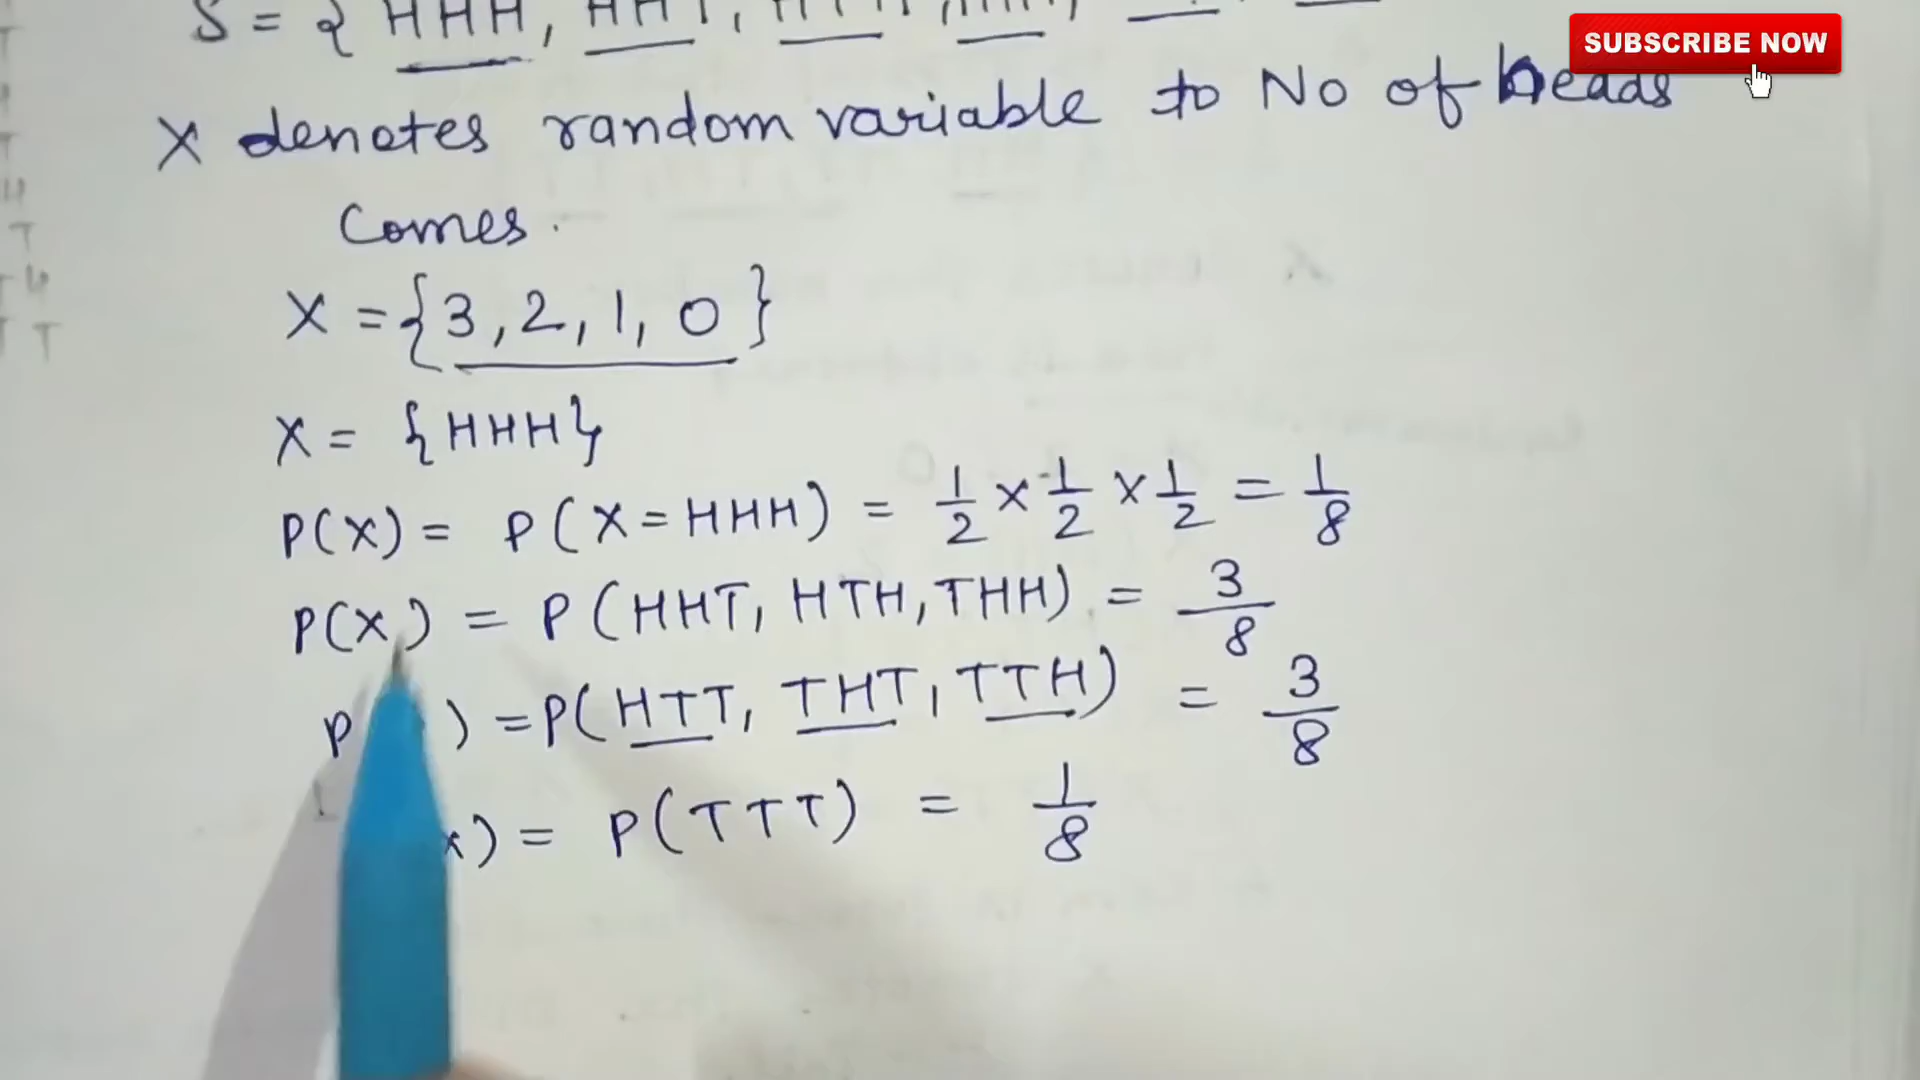 S = { HHH, HHT,
SUBSCRIBE NOW
X denotes random variable to No of heads
Comes.
X = {3, 2, 1, 0}
X = {HHH}
P(X) = P(X = HHH) = 1/2 × 1/2 × 1/2 = 1/8
P(X) = P(HHT, HTH, THH) = 3/8
P ) = P(HTT, THT, TTH) = 3/8
x) = P(TTT) = 1/8